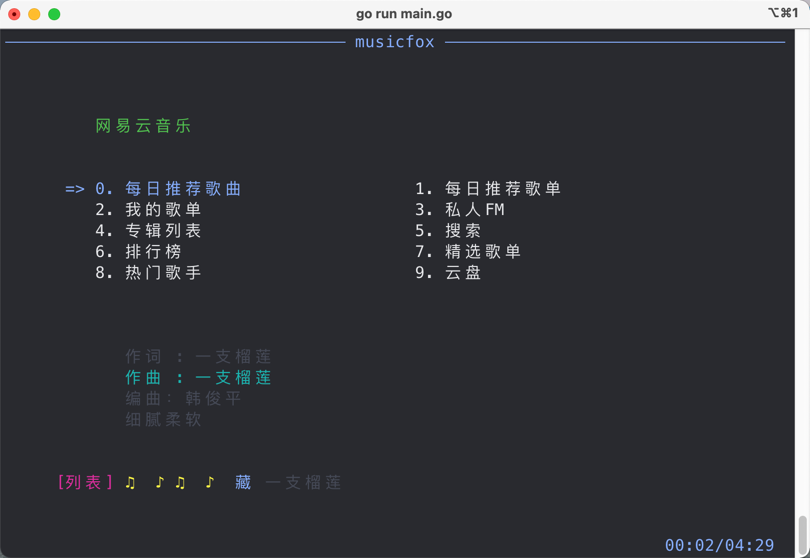 go run main.go
⌥⌘1
musicfox
网易云音乐
=> 0. 每日推荐歌曲 1. 每日推荐歌单
2. 我的歌单 3. 私人FM
4. 专辑列表 5. 搜索
6. 排行榜 7. 精选歌单
8. 热门歌手 9. 云盘
作词 : 一支榴莲
作曲 : 一支榴莲
编曲: 韩俊平
细腻柔软
[列表] ♫ ♪ ♫ ♪ 藏 一支榴莲
00:02/04:29